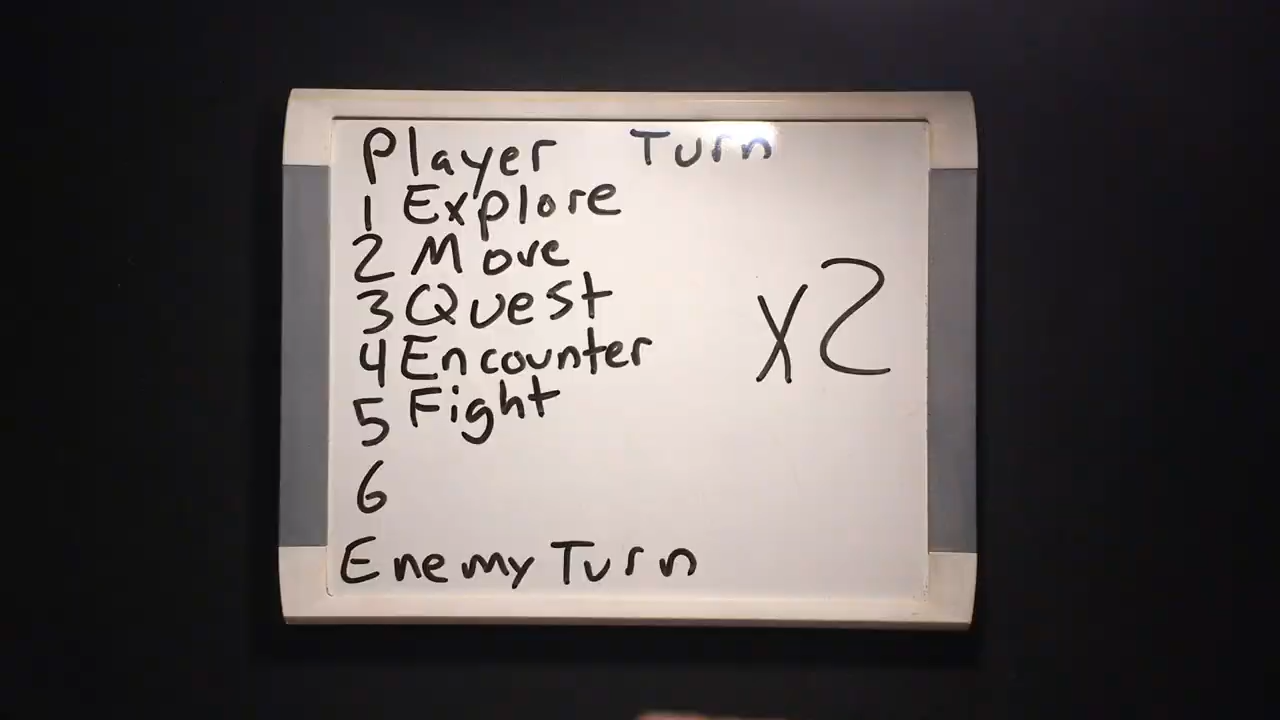 Player Turn
1 Explore
2 Move
3 Quest
4 Encounter
5 Fight
6
x2
Enemy Turn